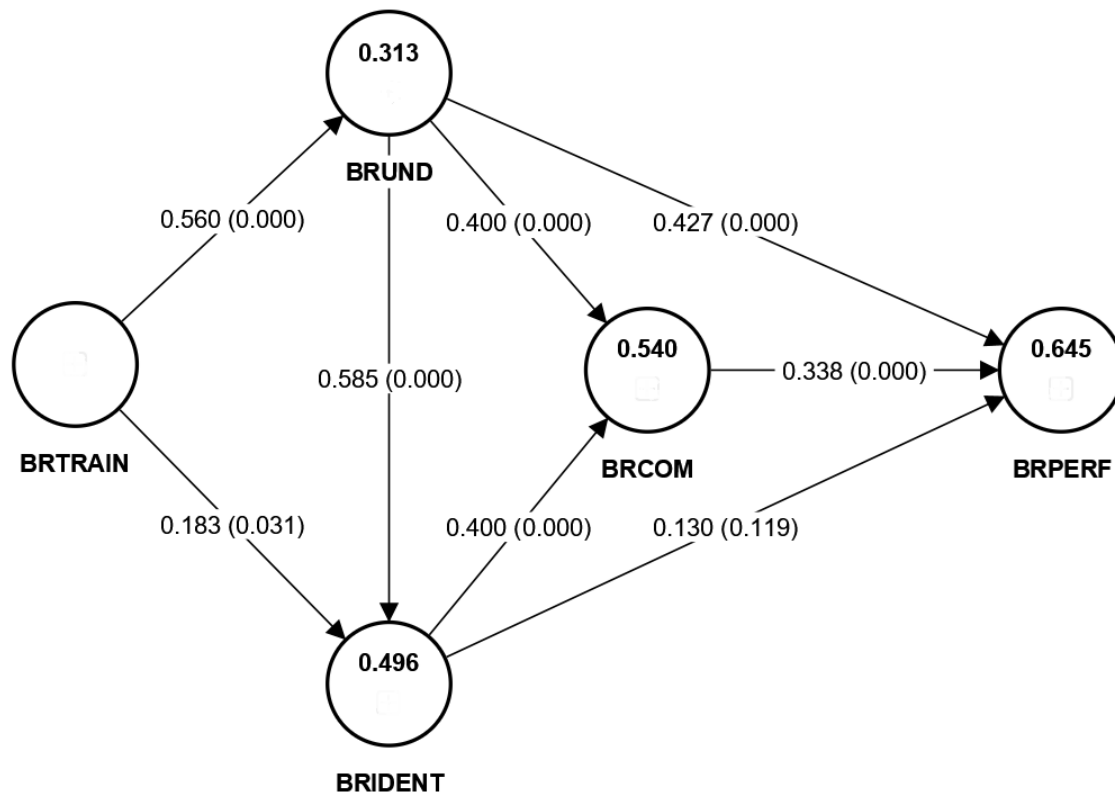 0.313
BRUND
0.560 (0.000)
0.400 (0.000)
0.427 (0.000)
0.585 (0.000)
0.540
0.338 (0.000)
0.645
BRTRAIN
BRCOM
BRPERF
0.183 (0.031)
0.400 (0.000)
0.130 (0.119)
0.496
BRIDENT